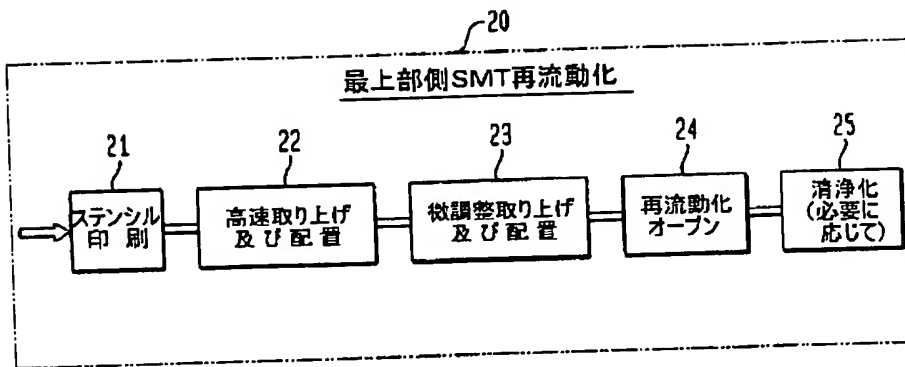 20
最上部側SMT再流動化
21
ステンシル
印刷
22
高速取り上げ
及び配置
23
微調整取り上げ
及び配置
24
再流動化
オーブン
25
清浄化
(必要に
応じて)